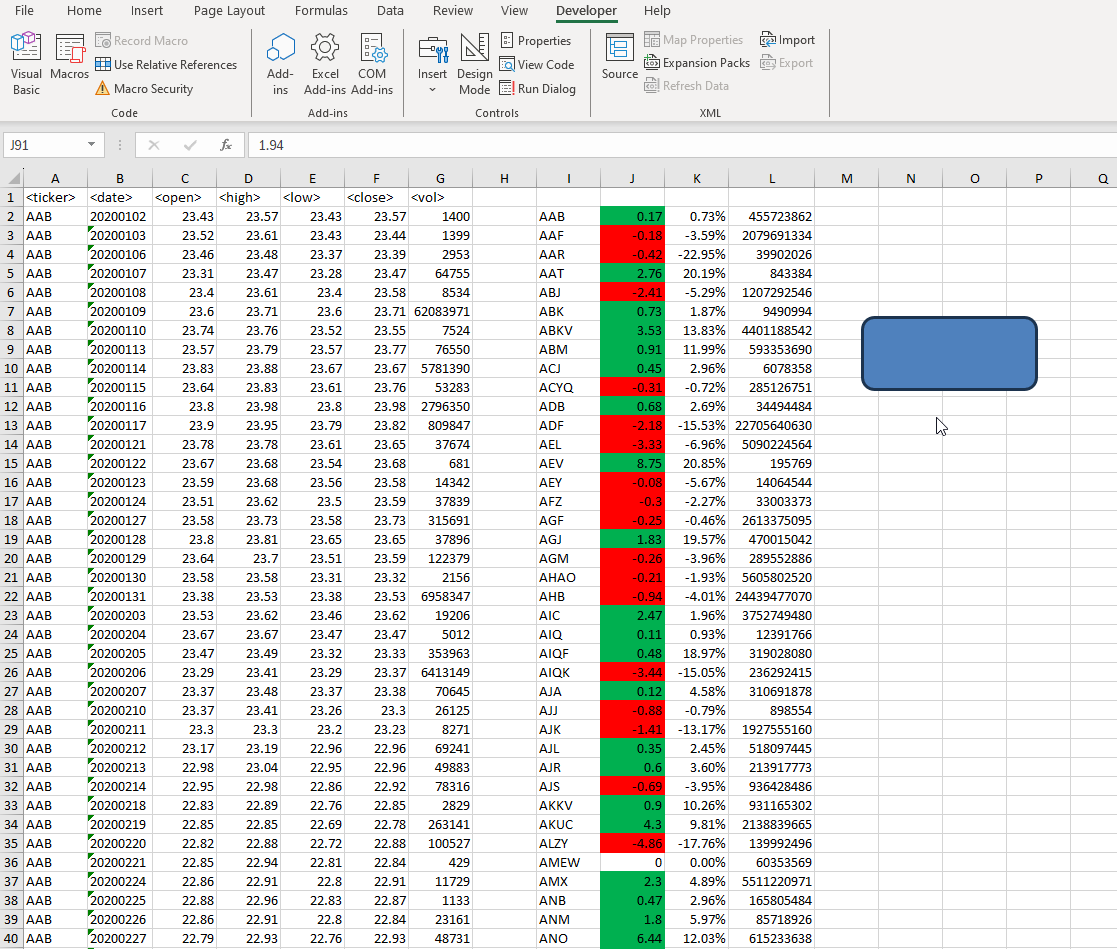 File Home Insert Page Layout Formulas Data Review View Developer Help
Visual Basic Macros Record Macro Use Relative References Macro Security Code
Add-ins Excel Add-ins COM Add-ins Add-ins
Insert Design Mode Properties View Code Run Dialog Controls
Source Map Properties Expansion Packs Refresh Data Import Export XML
J91 fx 1.94
A B C D E F G H I J K L M N O P Q
1 <ticker> <date> <open> <high> <low> <close> <vol>
2 AAB 20200102 23.43 23.57 23.43 23.57 1400 AAB 0.17 0.73% 455723862
3 AAB 20200103 23.52 23.61 23.43 23.44 1399 AAF -0.18 -3.59% 2079691334
4 AAB 20200106 23.46 23.48 23.37 23.39 2953 AAR -0.42 -22.95% 39902026
5 AAB 20200107 23.31 23.47 23.28 23.47 64755 AAT 2.76 20.19% 843384
6 AAB 20200108 23.4 23.61 23.4 23.58 8534 ABJ -2.41 -5.29% 1207292546
7 AAB 20200109 23.6 23.71 23.6 23.71 62083971 ABK 0.73 1.87% 9490994
8 AAB 20200110 23.74 23.76 23.52 23.55 7524 ABKV 3.53 13.83% 4401188542
9 AAB 20200113 23.57 23.79 23.57 23.77 76550 ABM 0.91 11.99% 593353690
10 AAB 20200114 23.83 23.88 23.67 23.67 5781390 ACJ 0.45 2.96% 6078358
11 AAB 20200115 23.64 23.83 23.61 23.76 53283 ACYQ -0.31 -0.72% 285126751
12 AAB 20200116 23.8 23.98 23.8 23.98 2796350 ADB 0.68 2.69% 34494484
13 AAB 20200117 23.9 23.95 23.79 23.82 809847 ADF -2.18 -15.53% 22705640630
14 AAB 20200121 23.78 23.78 23.61 23.65 37674 AEL -3.33 -6.96% 5090224564
15 AAB 20200122 23.67 23.68 23.54 23.68 681 AEV 8.75 20.85% 195769
16 AAB 20200123 23.59 23.68 23.56 23.58 14342 AEY -0.08 -5.67% 14064544
17 AAB 20200124 23.51 23.62 23.5 23.59 37839 AFZ -0.3 -2.27% 33003373
18 AAB 20200127 23.58 23.73 23.58 23.73 315691 AGF -0.25 -0.46% 2613375095
19 AAB 20200128 23.8 23.81 23.65 23.65 37896 AGJ 1.83 19.57% 470015042
20 AAB 20200129 23.64 23.7 23.51 23.59 122379 AGM -0.26 -3.96% 289552886
21 AAB 20200130 23.58 23.58 23.31 23.32 2156 AHAO -0.21 -1.93% 5605802520
22 AAB 20200131 23.38 23.53 23.38 23.53 6958347 AHB -0.94 -4.01% 24439477070
23 AAB 20200203 23.53 23.62 23.46 23.62 19206 AIC 2.47 1.96% 3752749480
24 AAB 20200204 23.67 23.67 23.47 23.47 5012 AIQ 0.11 0.93% 12391766
25 AAB 20200205 23.47 23.49 23.32 23.33 353963 AIQF 0.48 18.97% 319028080
26 AAB 20200206 23.29 23.41 23.29 23.37 6413149 AIQK -3.44 -15.05% 236292415
27 AAB 20200207 23.37 23.48 23.37 23.38 70645 AJA 0.12 4.58% 310691878
28 AAB 20200210 23.37 23.41 23.26 23.3 26125 AJJ -0.88 -0.79% 898554
29 AAB 20200211 23.3 23.3 23.2 23.23 8271 AJK -1.41 -13.17% 1927555160
30 AAB 20200212 23.17 23.19 22.96 22.96 69241 AJL 0.35 2.45% 518097445
31 AAB 20200213 22.98 23.04 22.95 22.96 49883 AJR 0.6 3.60% 213917773
32 AAB 20200214 22.95 22.98 22.86 22.92 78316 AJS -0.69 -3.95% 936428486
33 AAB 20200218 22.83 22.89 22.76 22.85 2829 AKKV 0.9 10.26% 931165302
34 AAB 20200219 22.85 22.85 22.69 22.78 263141 AKUC 4.3 9.81% 2138839665
35 AAB 20200220 22.82 22.88 22.72 22.88 100527 ALZY -4.86 -17.76% 139992496
36 AAB 20200221 22.85 22.94 22.81 22.84 429 AMEW 0 0.00% 60353569
37 AAB 20200224 22.86 22.91 22.8 22.91 11729 AMX 2.3 4.89% 5511220971
38 AAB 20200225 22.88 22.96 22.83 22.87 1133 ANB 0.47 2.96% 165805484
39 AAB 20200226 22.86 22.91 22.8 22.84 23161 ANM 1.8 5.97% 85718926
40 AAB 20200227 22.79 22.93 22.76 22.93 48731 ANO 6.44 12.03% 615233638